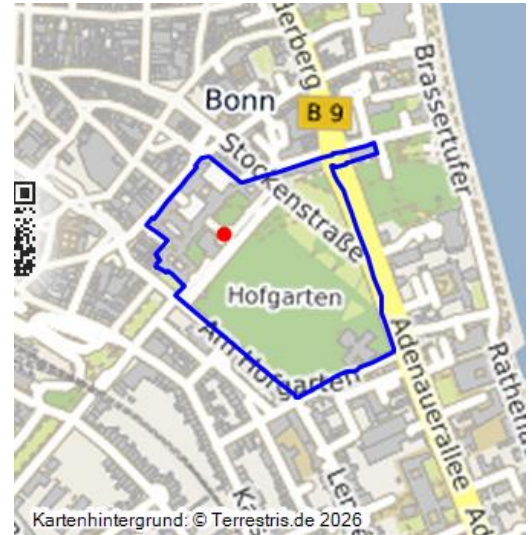 Bonn
B 9
Brassertufer
Stockenstraße
Hofgarten
Am Hofgarten
Adenauerallee
Kartenhintergrund: © Terrestris.de 2026